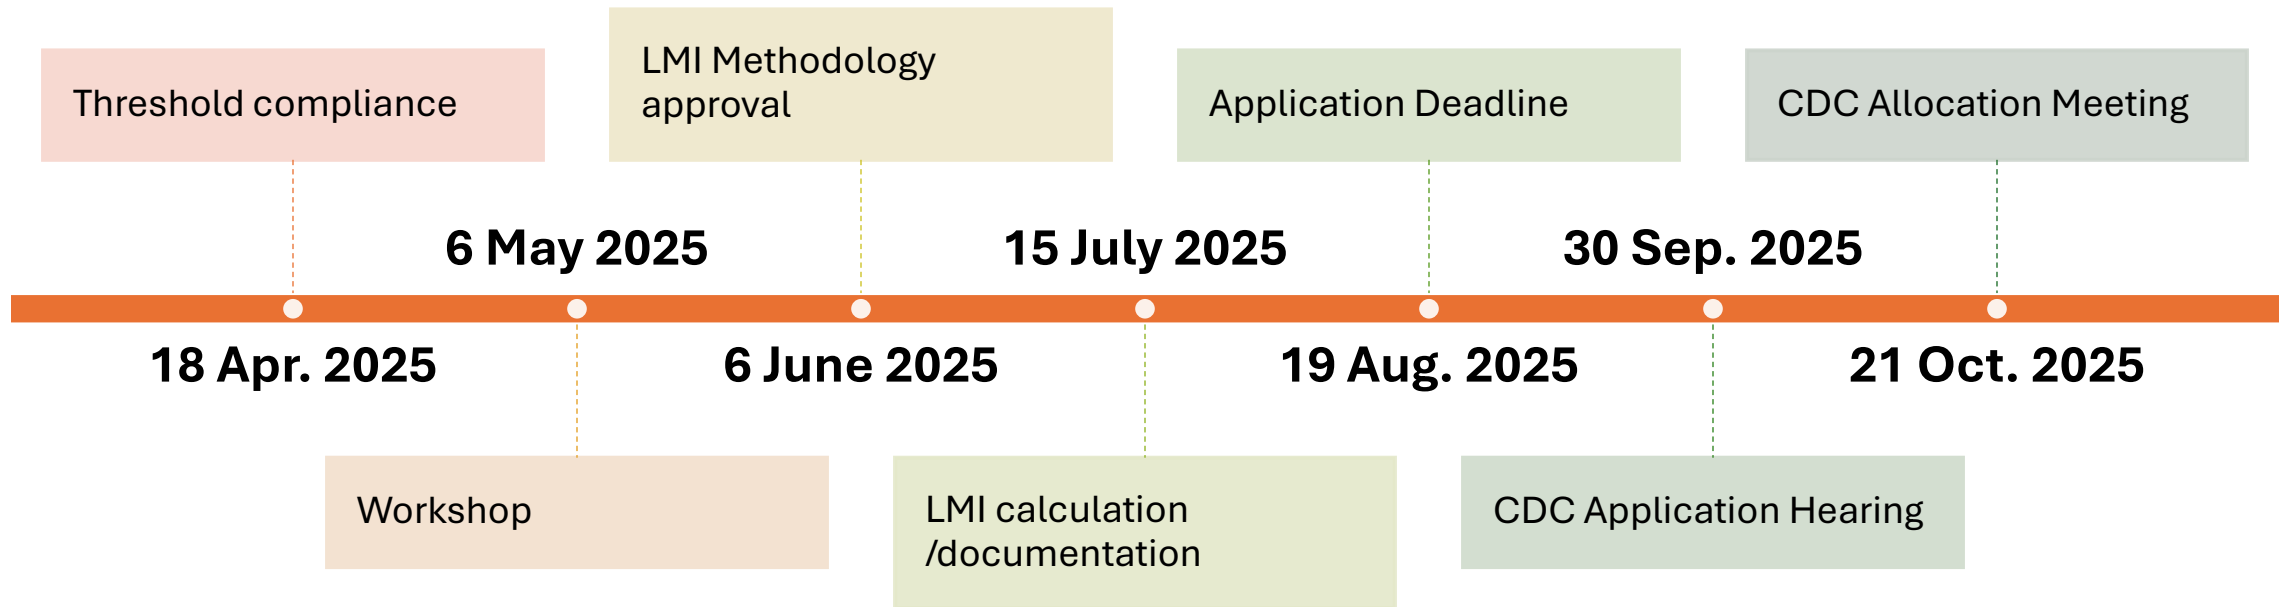 Threshold compliance
18 Apr. 2025
6 May 2025
Workshop
LMI Methodology
approval
6 June 2025
15 July 2025
LMI calculation
/documentation
Application Deadline
19 Aug. 2025
30 Sep. 2025
CDC Application Hearing
CDC Allocation Meeting
21 Oct. 2025